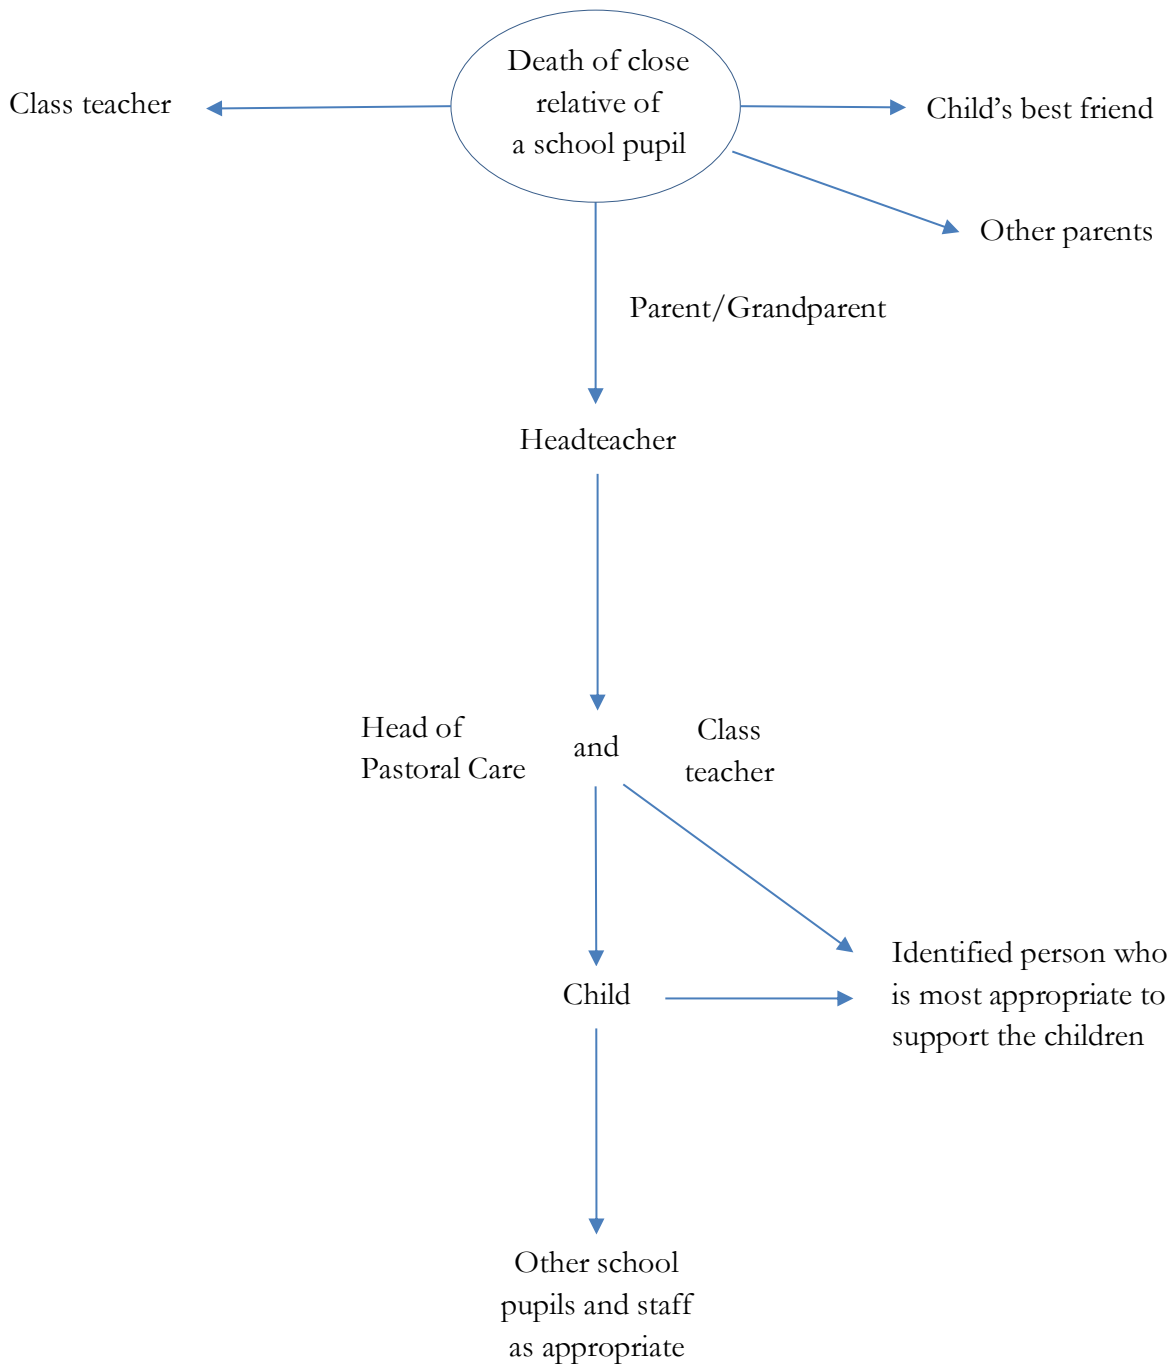 Death of close
relative of
a school pupil
Class teacher
Child’s best friend
Other parents
Parent/Grandparent
Headteacher
Head of
Pastoral Care
and
Class
teacher
Identified person who
is most appropriate to
support the children
Child
Other school
pupils and staff
as appropriate